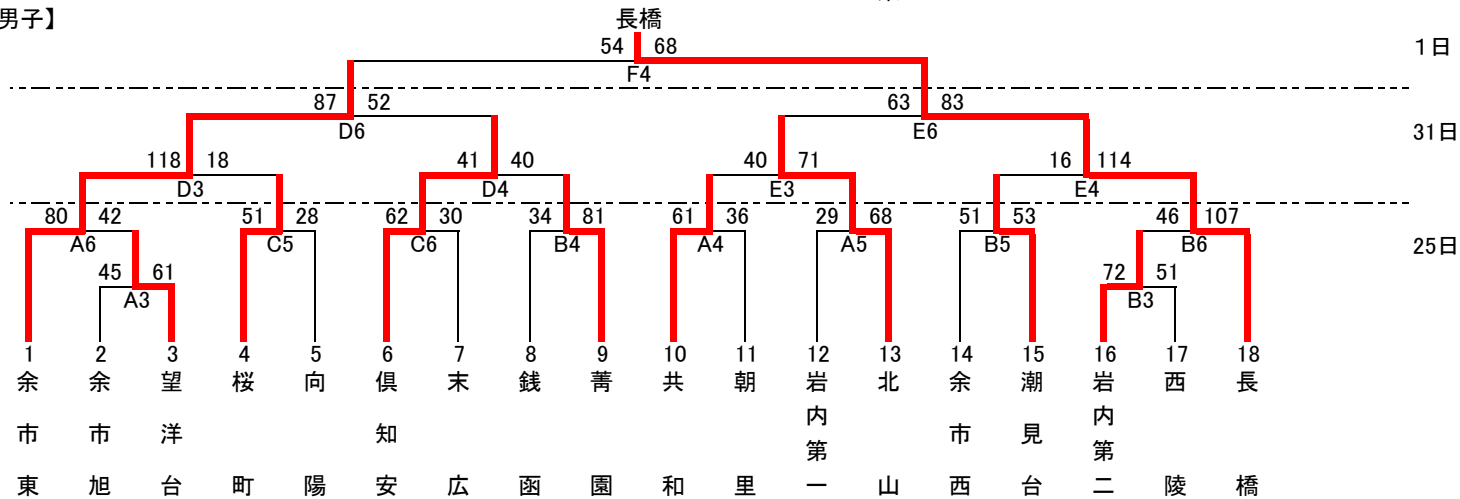 男子】
長橋
54 68 1日
F4
87 52 63 83
D6 E6 31日
118 18 41 40 40 71 16 114
D3 D4 E3 E4
80 42 51 28 62 30 34 81 61 36 29 68 51 53 46 107
A6 C5 C6 B4 A4 A5 B5 B6 25日
45 61 72 51
A3 B3
1 2 3 4 5 6 7 8 9 10 11 12 13 14 15 16 17 18
余市東
余市旭
望洋台
桜町
向陽
倶知安
末広
銭函
菁園
共和
朝里
岩内第一
北山
余市西
潮見台
岩内第二
西陵
長橋